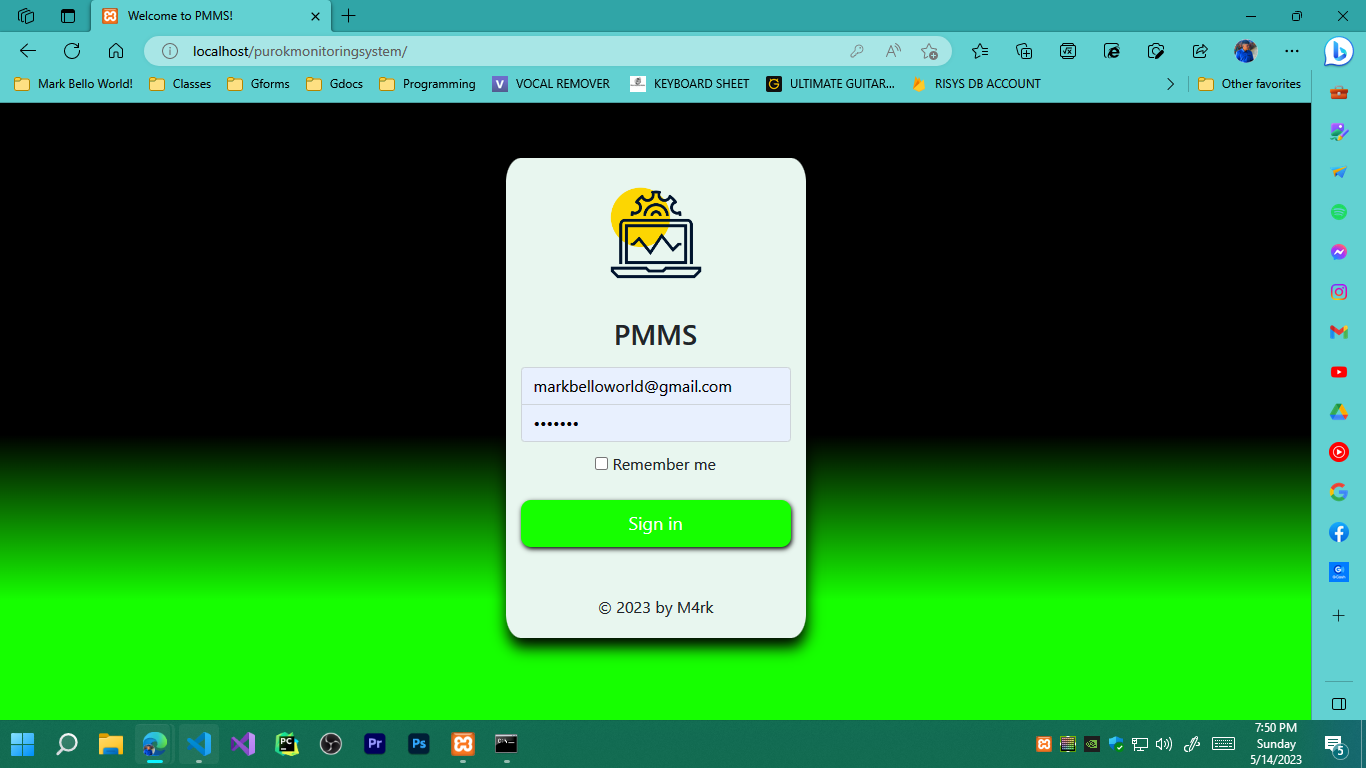 Welcome to PMMS!
localhost/purokmonitoringsystem/
Mark Bello World! Classes Gforms Gdocs Programming VOCAL REMOVER KEYBOARD SHEET ULTIMATE GUITAR... RISYS DB ACCOUNT Other favorites
PMMS
markbelloworld@gmail.com
•••••••
Remember me
Sign in
© 2023 by M4rk
7:50 PM
Sunday
5/14/2023
5